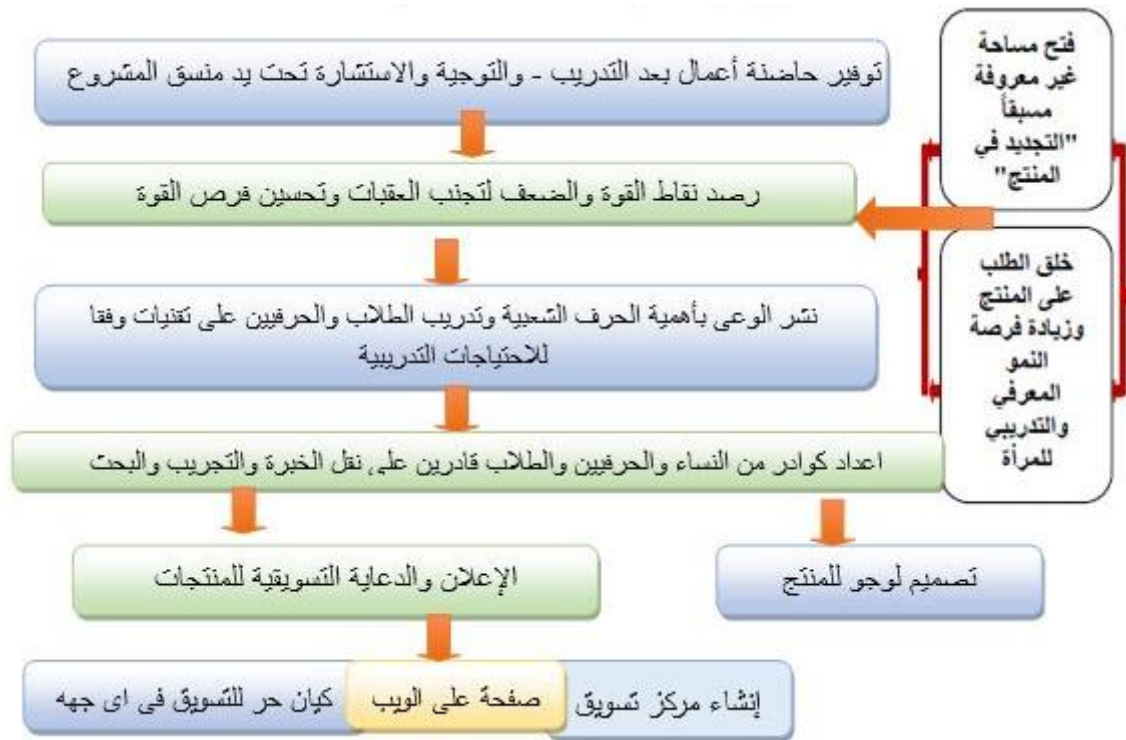 توفير حاضنة أعمال بعد التدريب - والتوجية والاستشارة تحت يد منسق المشروع
فتح مساحة
غير معروفة
مسبقاً
"التجديد في
المنتج"
رصد نقاط القوة والضعف لتجنب العقبات وتحسين فرص القوة
خلق الطلب
على المنتج
وزيادة فرصة
النمو
المعرفي
والتدريبي
للمرأة
نشر الوعى بأهمية الحرف الشعبية وتدريب الطلاب والحرفيين على تقنيات وفقا
للاحتياجات التدريبية
اعداد كوادر من النساء والحرفيين والطلاب قادرين على نقل الخبرة والتجريب والبحث
تصميم لوجو للمنتج
الإعلان والدعاية التسويقية للمنتجات
إنشاء مركز تسويق
صفحة على الويب
كيان حر للتسويق فى اى جهه